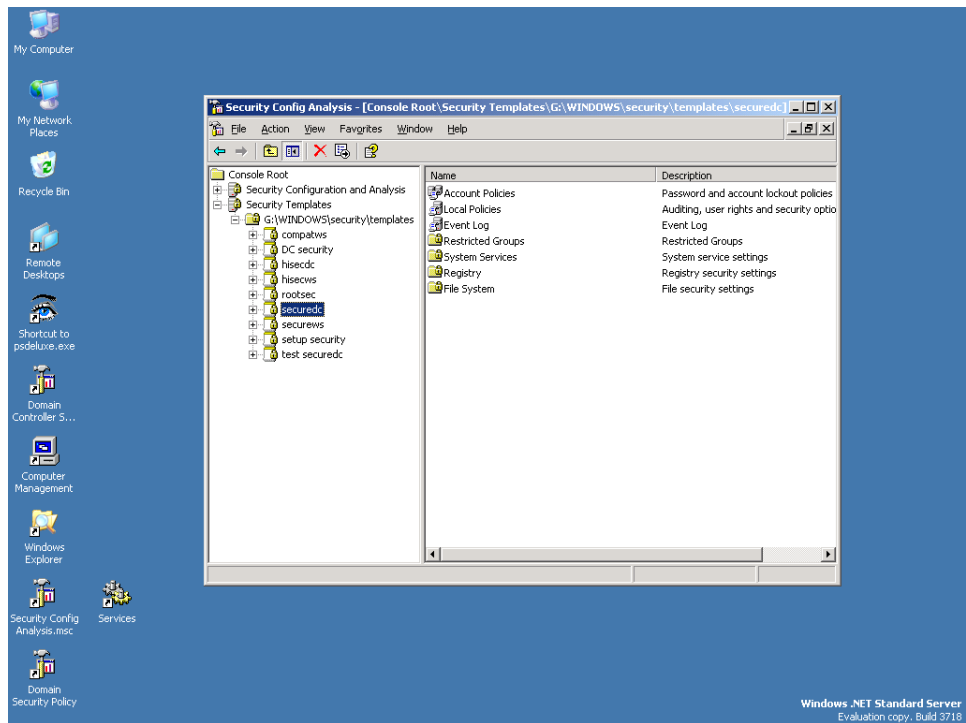 My Computer
My Network
Places
Recycle Bin
Remote
Desktops
Shortcut to
psdeluxe.exe
Domain
Controller S...
Computer
Management
Windows
Explorer
Security Config
Analysis.msc
Services
Domain
Security Policy
Security Config Analysis - [Console Root\Security Templates\G:\WINDOWS\security\templates\securedc]
File Action View Favorites Window Help
Console Root
Security Configuration and Analysis
Security Templates
G:\WINDOWS\security\templates
compatws
DC security
hisecdc
hisecws
rootsec
securedc
securews
setup security
test securedc
Name Description
Account Policies Password and account lockout policies
Local Policies Auditing, user rights and security optio
Event Log Event Log
Restricted Groups Restricted Groups
System Services System service settings
Registry Registry security settings
File System File security settings
Windows .NET Standard Server
Evaluation copy. Build 3718